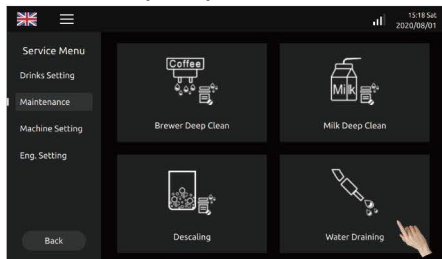 15:18 Sat
2020/08/01
Service Menu
Drinks Setting
Maintenance
Machine Setting
Eng. Setting
Back
Coffee
Brewer Deep Clean
Milk
Milk Deep Clean
Descaling
Water Draining